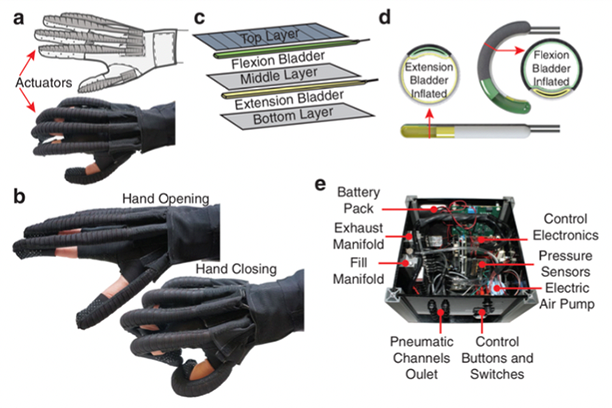 a
Actuators
b
Hand Opening
Hand Closing
c
Top Layer
Flexion Bladder
Middle Layer
Extension Bladder
Bottom Layer
d
Extension
Bladder
Inflated
Flexion
Bladder
Inflated
e
Battery
Pack
Exhaust
Manifold
Fill
Manifold
Control
Electronics
Pressure
Sensors
Electric
Air Pump
Pneumatic
Channels
Oulet
Control
Buttons and
Switches